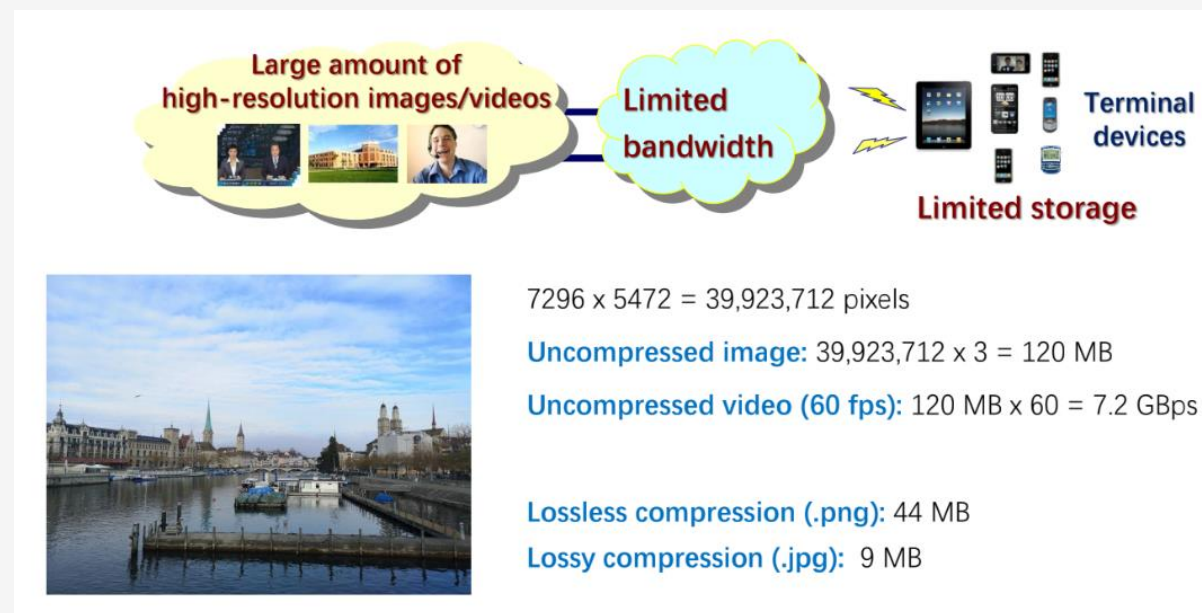 Large amount of
high-resolution images/videos
Limited
bandwidth
Terminal
devices
Limited storage
7296 x 5472 = 39,923,712 pixels
Uncompressed image: 39,923,712 x 3 = 120 MB
Uncompressed video (60 fps): 120 MB x 60 = 7.2 GBps
Lossless compression (.png): 44 MB
Lossy compression (.jpg): 9 MB